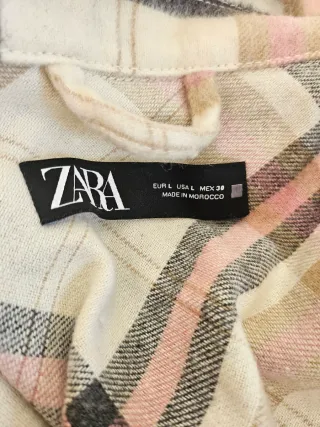 ZARA
EUR L USA L MEX 30
MADE IN MOROCCO